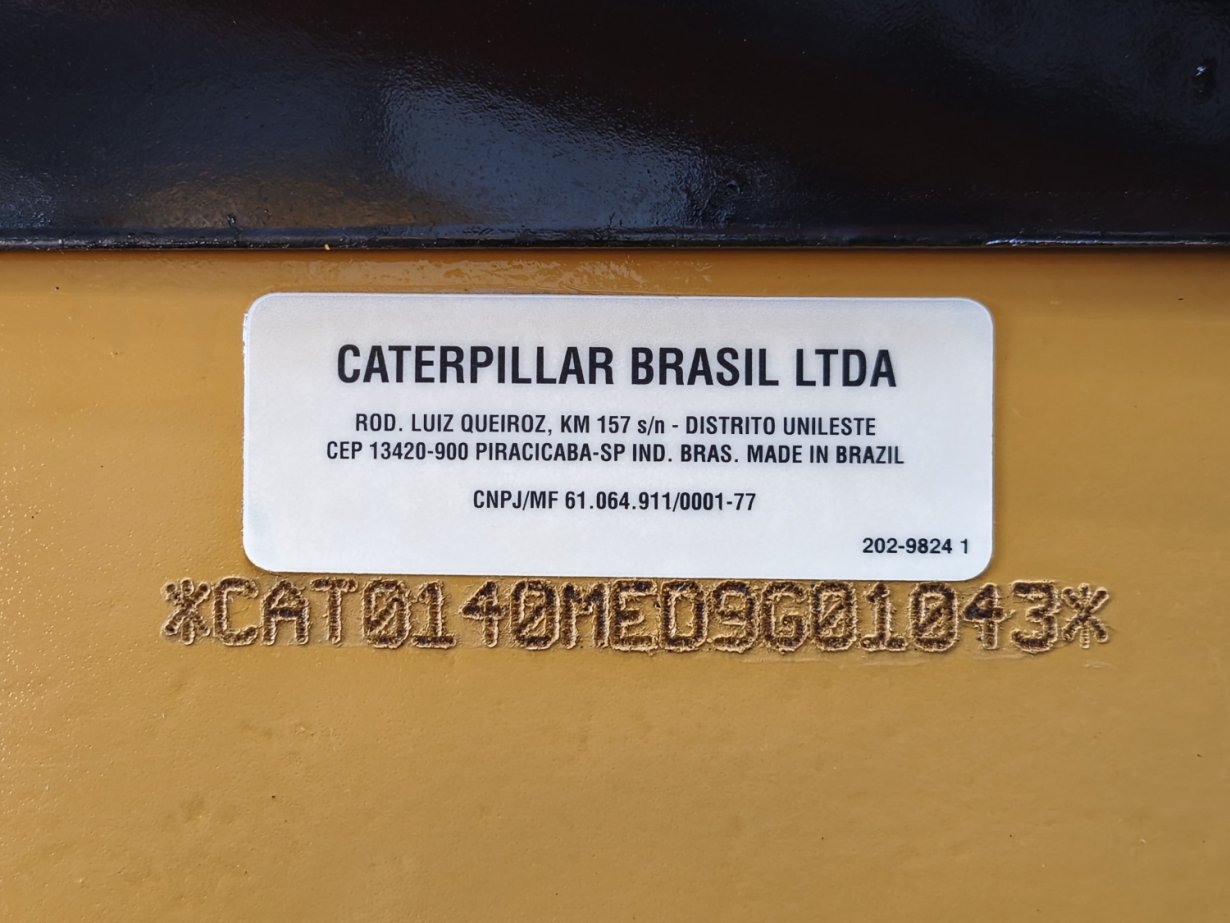 CATERPILLAR BRASIL LTDA
ROD. LUIZ QUEIROZ, KM 157 s/n - DISTRITO UNILESTE
CEP 13420-900 PIRACICABA-SP IND. BRAS. MADE IN BRAZIL
CNPJ/MF 61.064.911/0001-77
202-9824 1
*CAT0140MED9G01043*